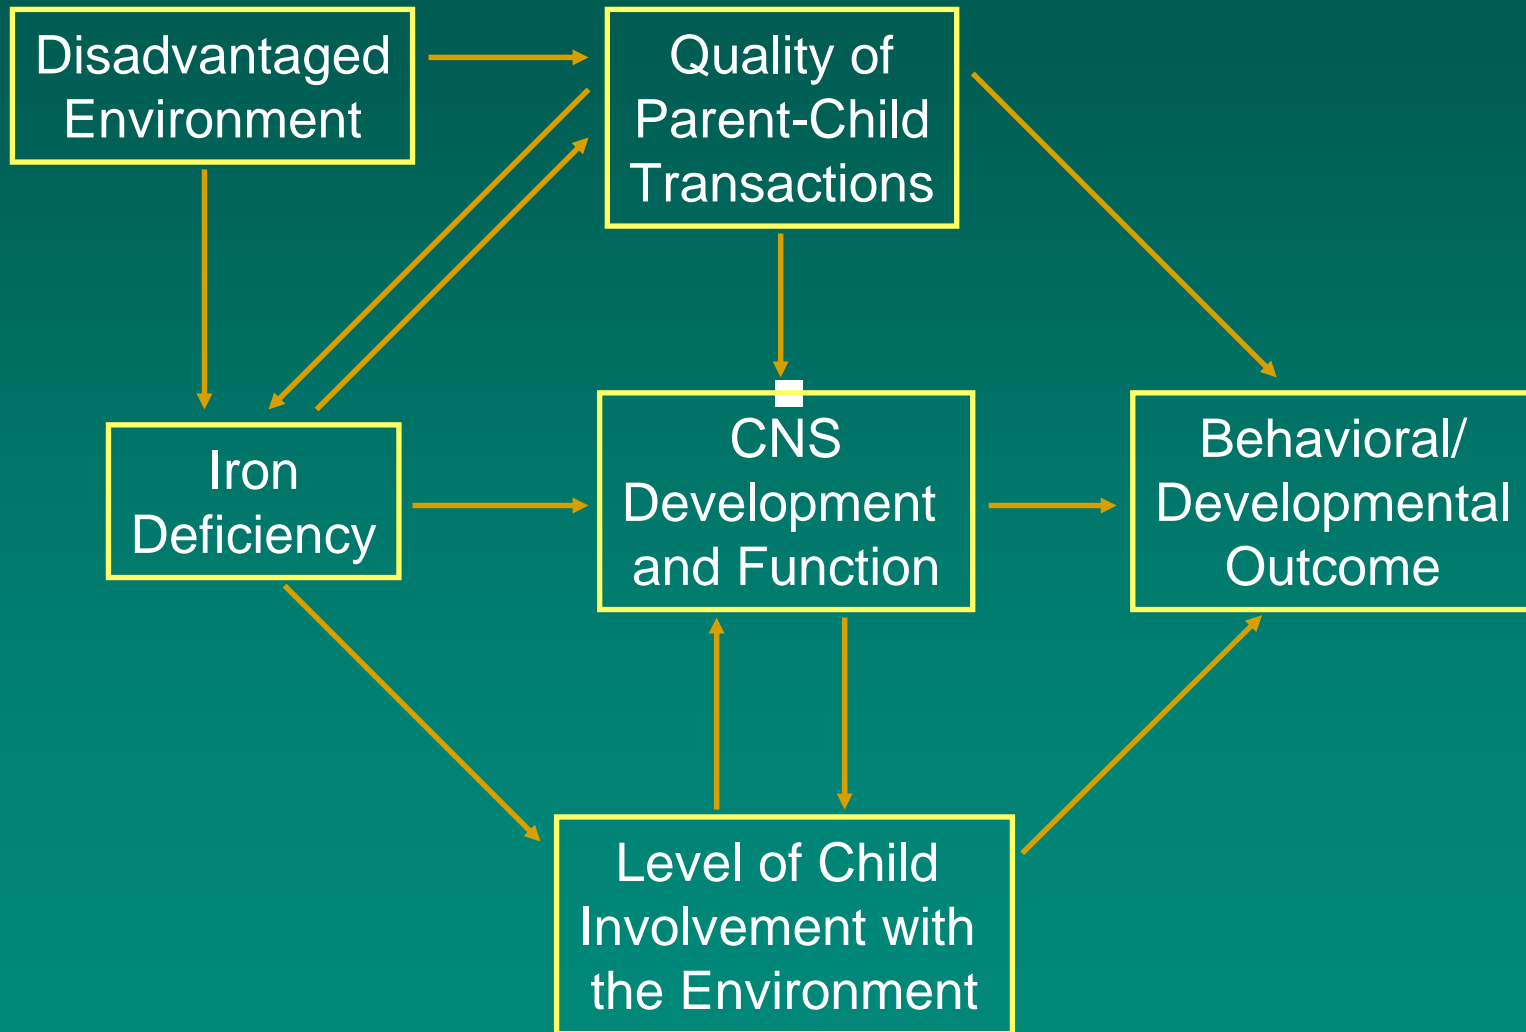 Disadvantaged
Environment
Quality of
Parent-Child
Transactions
Iron
Deficiency
CNS
Development
and Function
Behavioral/
Developmental
Outcome
Level of Child
Involvement with
the Environment